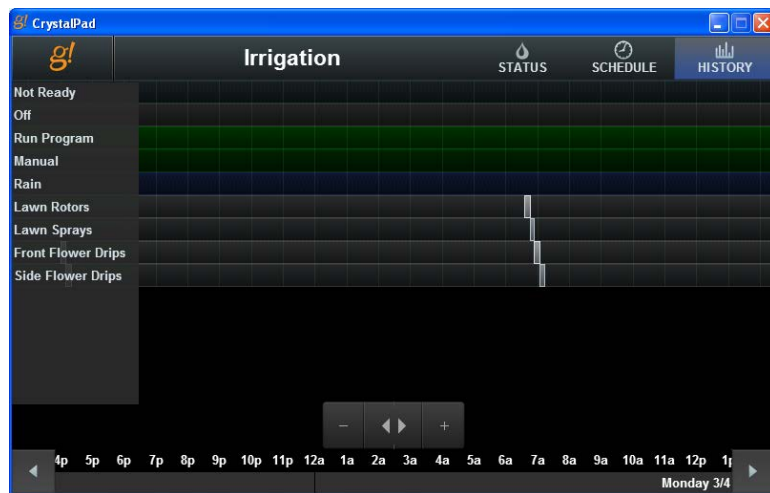 g! CrystalPad
g! Irrigation STATUS SCHEDULE HISTORY
Not Ready
Off
Run Program
Manual
Rain
Lawn Rotors
Lawn Sprays
Front Flower Drips
Side Flower Drips
− +
4p 5p 6p 7p 8p 9p 10p 11p 12a 1a 2a 3a 4a 5a 6a 7a 8a 9a 10a 11a 12p
Monday 3/4